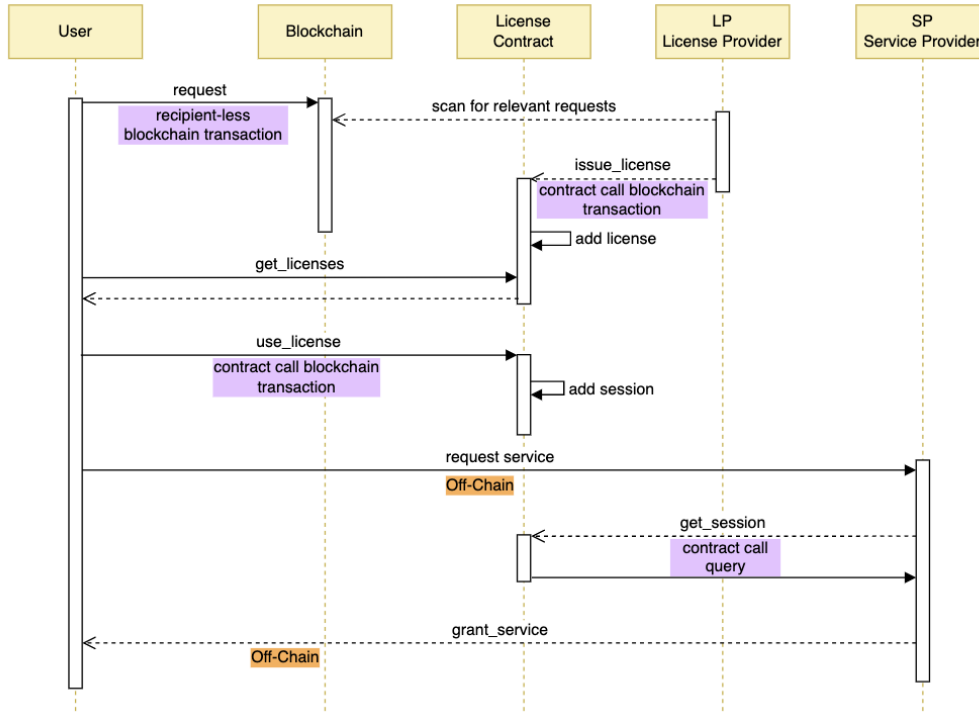 User
Blockchain
License
Contract
LP
License Provider
SP
Service Provider
request
recipient-less
blockchain transaction
scan for relevant requests
issue_license
contract call blockchain
transaction
add license
get_licenses
use_license
contract call blockchain
transaction
add session
request service
Off-Chain
get_session
contract call
query
grant_service
Off-Chain